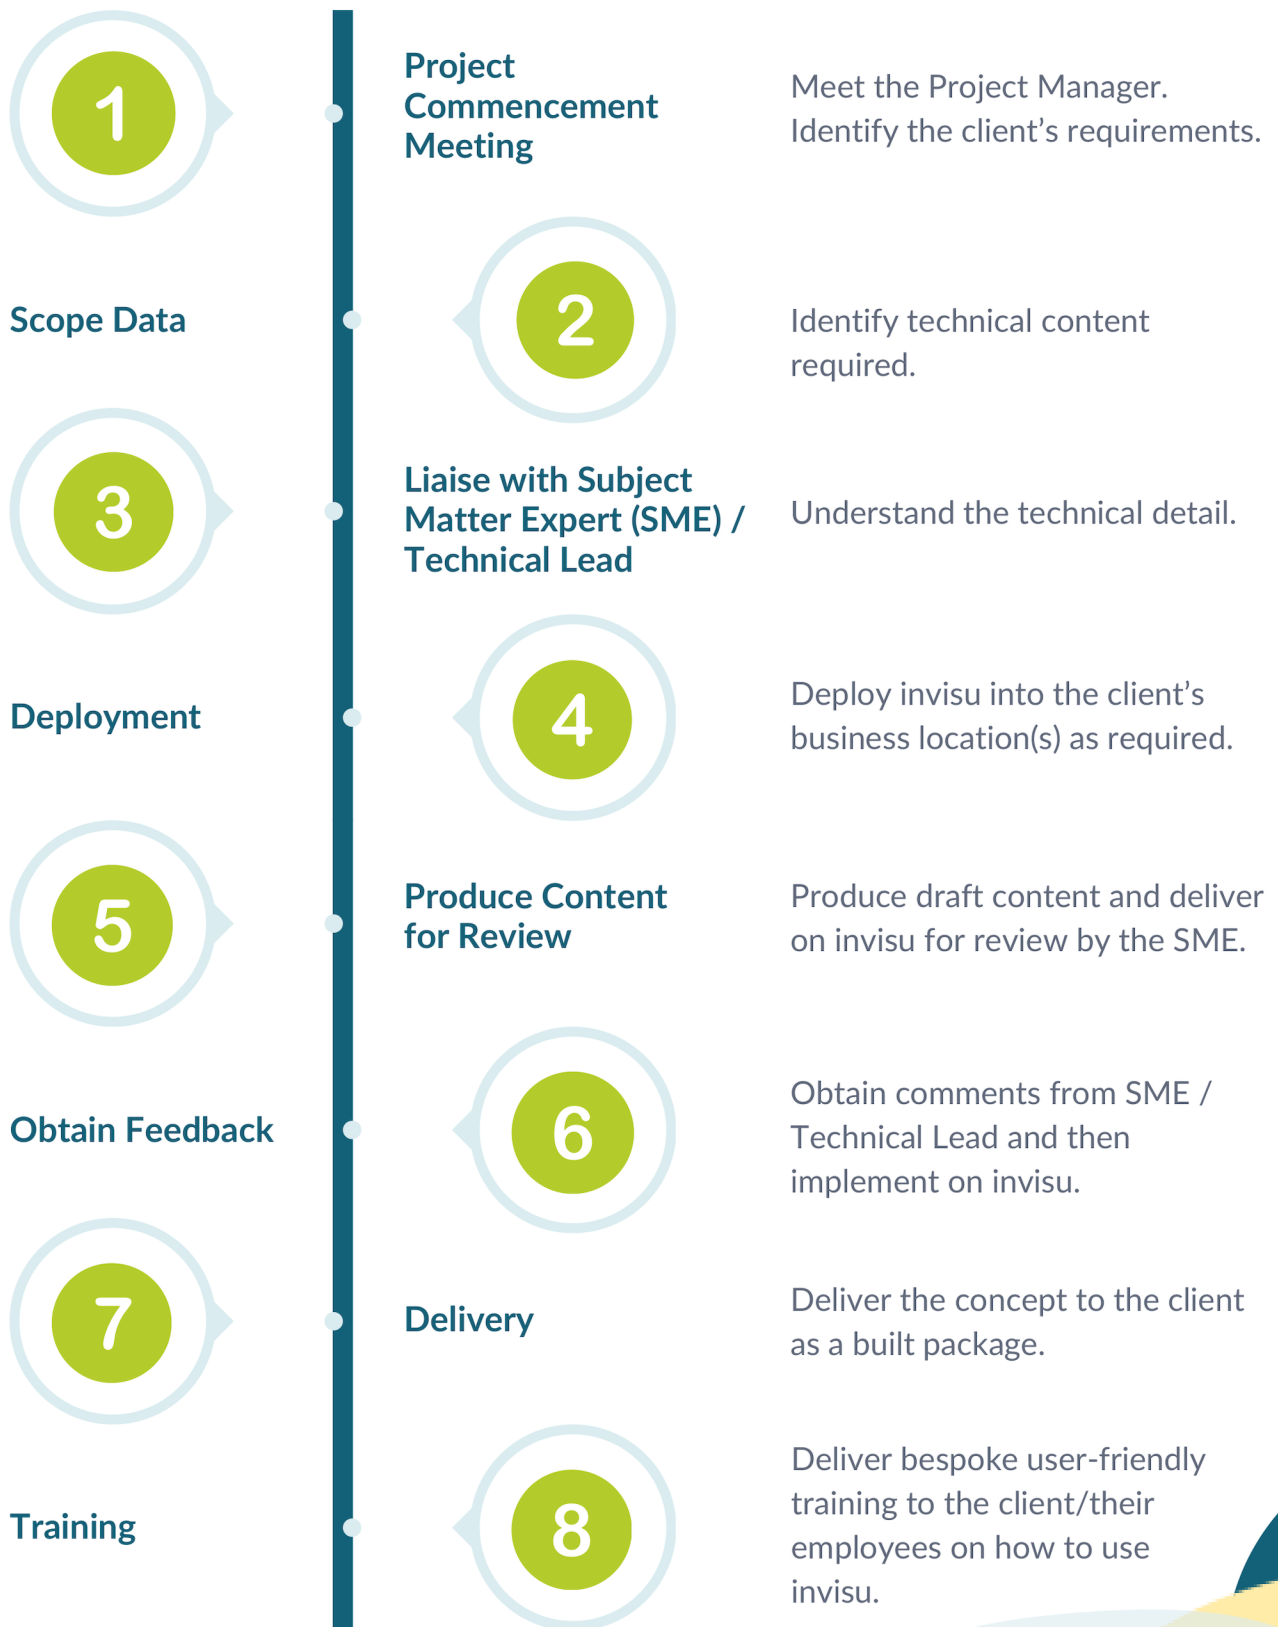 1
Project
Commencement
Meeting
Meet the Project Manager.
Identify the client’s requirements.
Scope Data
2
Identify technical content
required.
3
Liaise with Subject
Matter Expert (SME) /
Technical Lead
Understand the technical detail.
Deployment
4
Deploy invisu into the client’s
business location(s) as required.
5
Produce Content
for Review
Produce draft content and deliver
on invisu for review by the SME.
Obtain Feedback
6
Obtain comments from SME /
Technical Lead and then
implement on invisu.
7
Delivery
Deliver the concept to the client
as a built package.
Training
8
Deliver bespoke user-friendly
training to the client/their
employees on how to use
invisu.